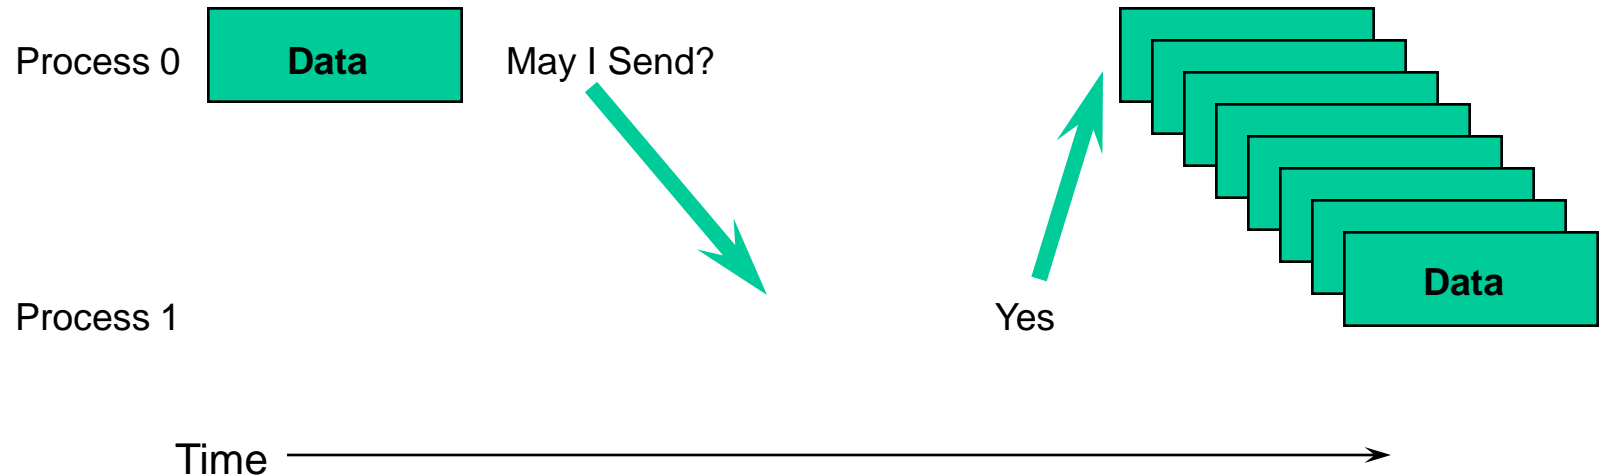 Process 0 Data May I Send?
Data
Process 1 Yes
Time